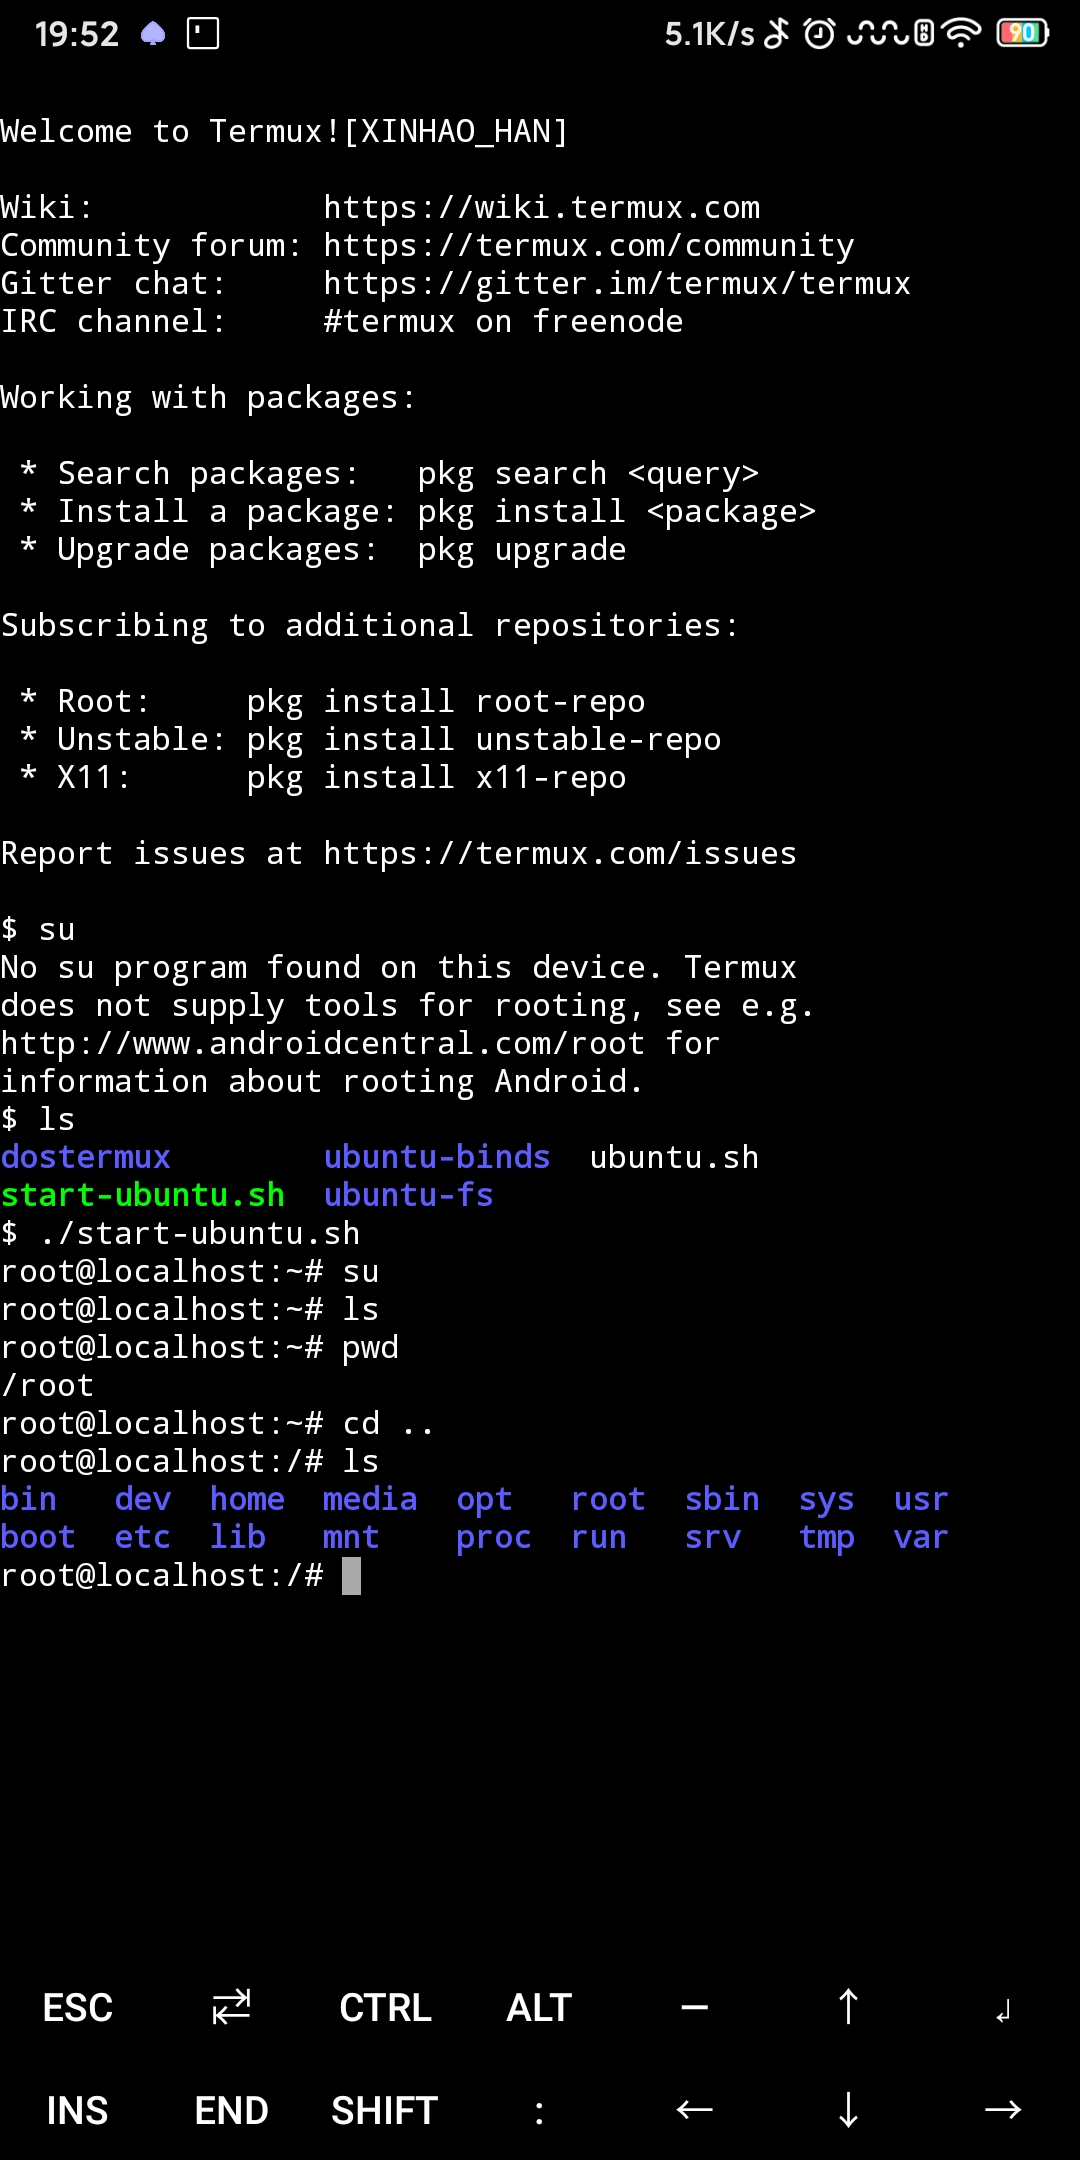 19:52 5.1K/s 90
Welcome to Termux![XINHAO_HAN]
Wiki: https://wiki.termux.com
Community forum: https://termux.com/community
Gitter chat: https://gitter.im/termux/termux
IRC channel: #termux on freenode
Working with packages:
* Search packages: pkg search <query>
* Install a package: pkg install <package>
* Upgrade packages: pkg upgrade
Subscribing to additional repositories:
* Root: pkg install root-repo
* Unstable: pkg install unstable-repo
* X11: pkg install x11-repo
Report issues at https://termux.com/issues
$ su
No su program found on this device. Termux
does not supply tools for rooting, see e.g.
http://www.androidcentral.com/root for
information about rooting Android.
$ ls
dostermux ubuntu-binds ubuntu.sh
start-ubuntu.sh ubuntu-fs
$ ./start-ubuntu.sh
root@localhost:~# su
root@localhost:~# ls
root@localhost:~# pwd
/root
root@localhost:~# cd ..
root@localhost:/# ls
bin dev home media opt root sbin sys usr
boot etc lib mnt proc run srv tmp var
root@localhost:/#
ESC ⇄ CTRL ALT — ↑ ↲
INS END SHIFT : ← ↓ →